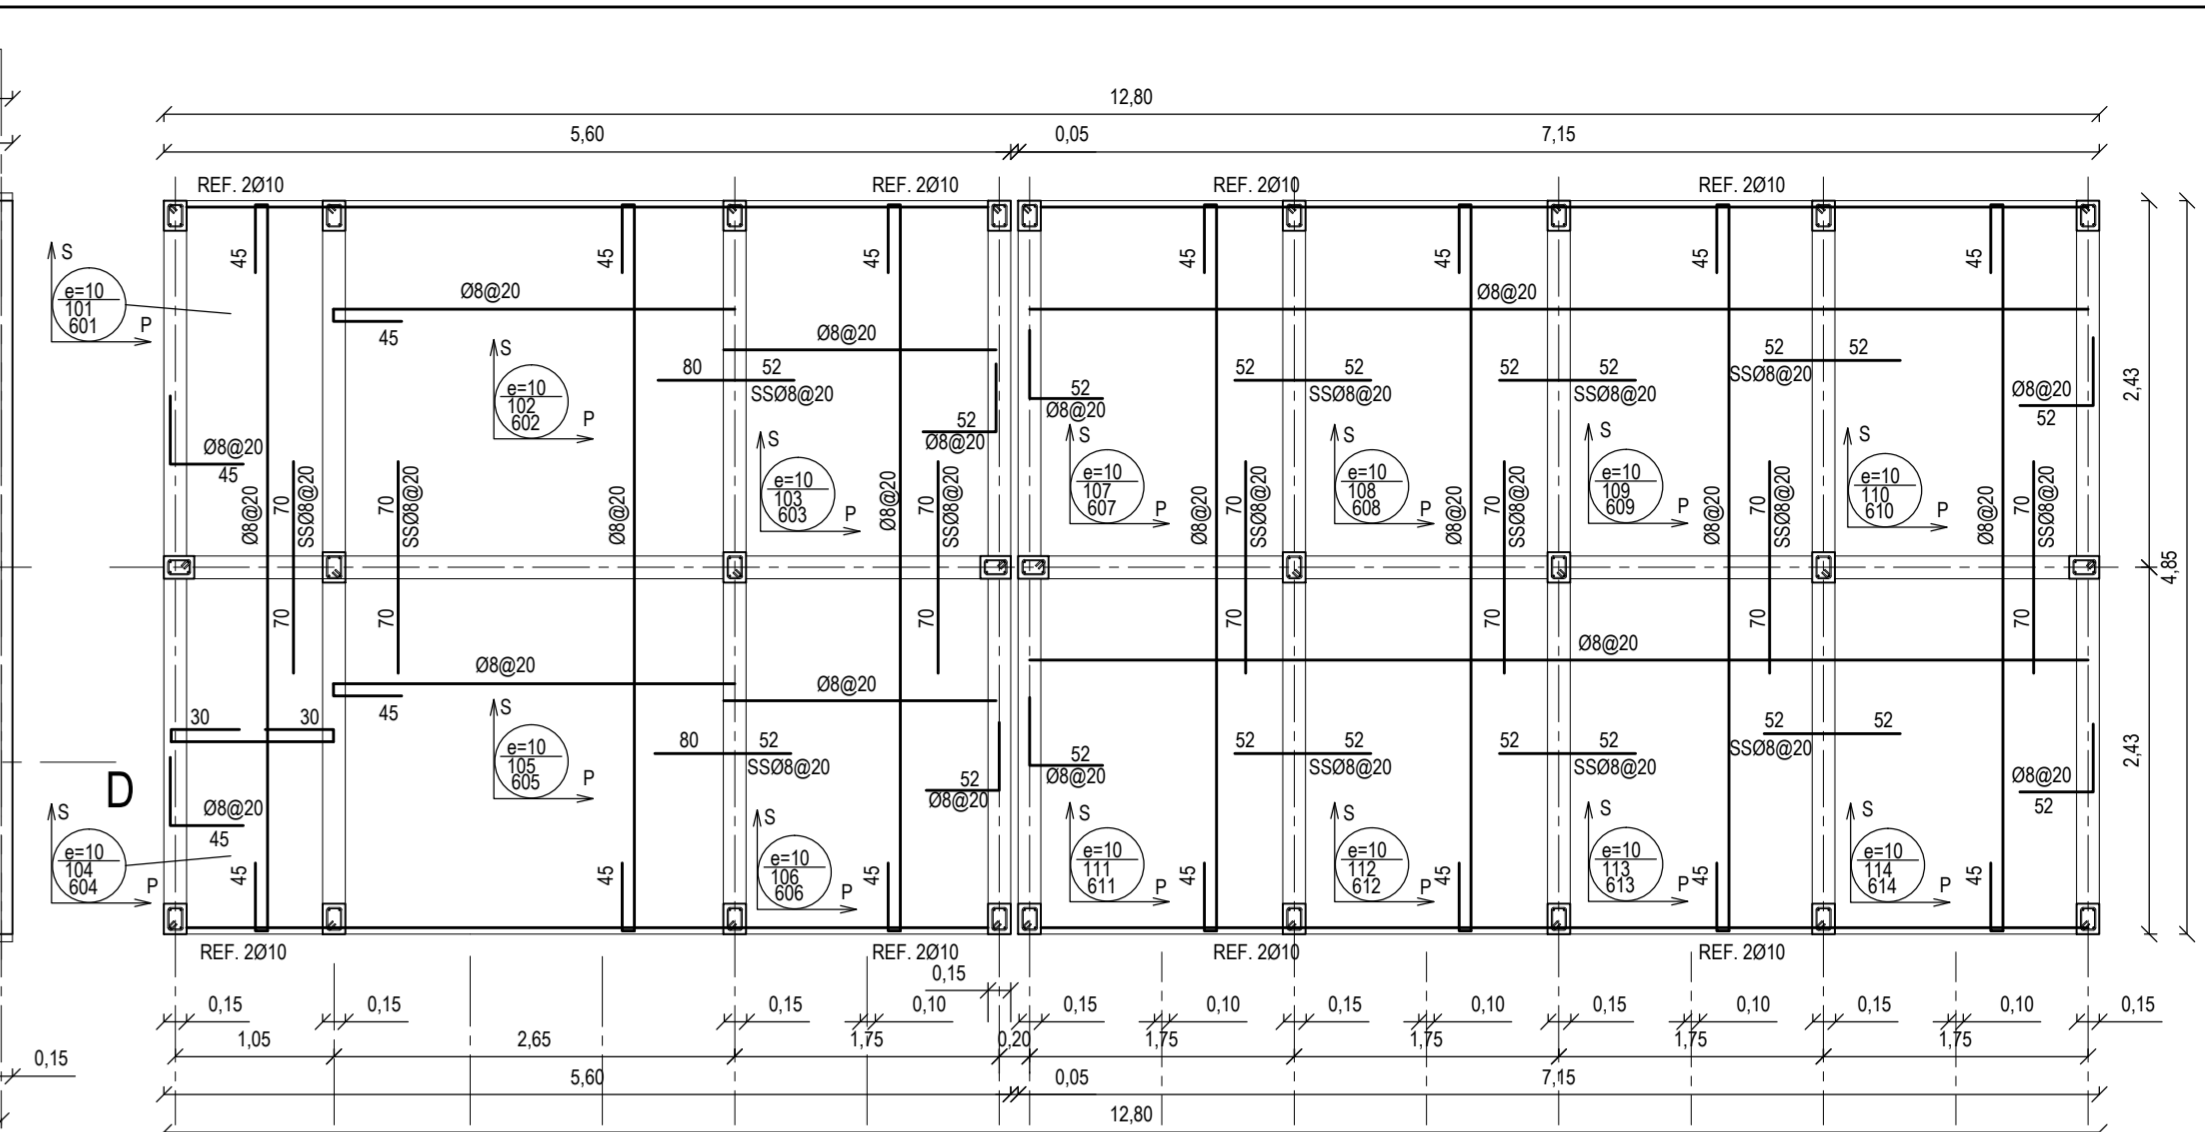 12,80
5,60
0,05
7,15
REF. 2Ø10
REF. 2Ø10
REF. 2Ø10
REF. 2Ø10
45
45
45
45
45
45
45
S
e=10
101
601
P
Ø8@20
45
Ø8@20
Ø8@20
S
e=10
102
602
P
80
52
SSØ8@20
52
Ø8@20
52
Ø8@20
52
52
SSØ8@20
52
52
SSØ8@20
52
52
SSØ8@20
Ø8@20
52
2,43
Ø8@20
45
Ø8@20
70
SSØ8@20
70
SSØ8@20
Ø8@20
S
e=10
103
603
P
Ø8@20
70
SSØ8@20
S
e=10
107
607
P
Ø8@20
70
SSØ8@20
S
e=10
108
608
P
Ø8@20
70
SSØ8@20
S
e=10
109
609
P
Ø8@20
70
SSØ8@20
S
e=10
110
610
P
Ø8@20
70
SSØ8@20
4,85
70
70
70
70
70
70
70
Ø8@20
45
Ø8@20
Ø8@20
30
30
S
e=10
105
605
P
80
52
SSØ8@20
52
Ø8@20
52
Ø8@20
52
52
SSØ8@20
52
52
SSØ8@20
52
52
SSØ8@20
Ø8@20
52
2,43
D
Ø8@20
45
S
e=10
104
604
P
45
45
S
e=10
106
606
P
45
S
e=10
111
611
P
45
S
e=10
112
612
P
45
S
e=10
113
613
P
45
S
e=10
114
614
P
45
REF. 2Ø10
REF. 2Ø10
REF. 2Ø10
REF. 2Ø10
0,15
0,15
0,15
0,15
0,10
0,15
0,10
0,15
0,10
0,15
0,10
0,15
0,10
0,15
1,05
2,65
1,75
0,20
1,75
1,75
1,75
1,75
0,15
5,60
0,05
7,15
12,80